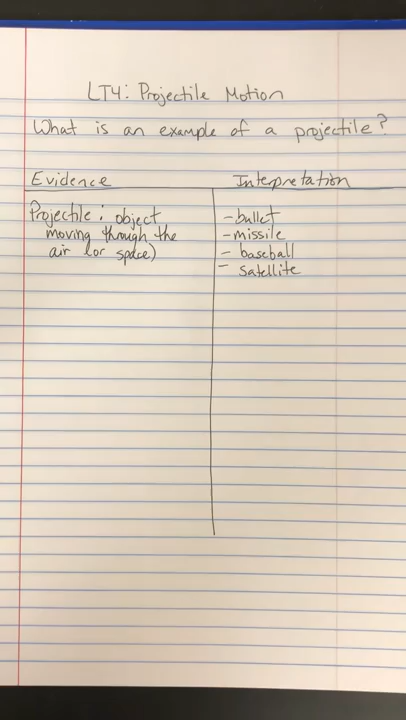 LT4: Projectile Motion
What is an example of a projectile?
Evidence
Interpretation
Projectile: object
moving through the
air (or space)
- bullet
- missile
- baseball
- satellite